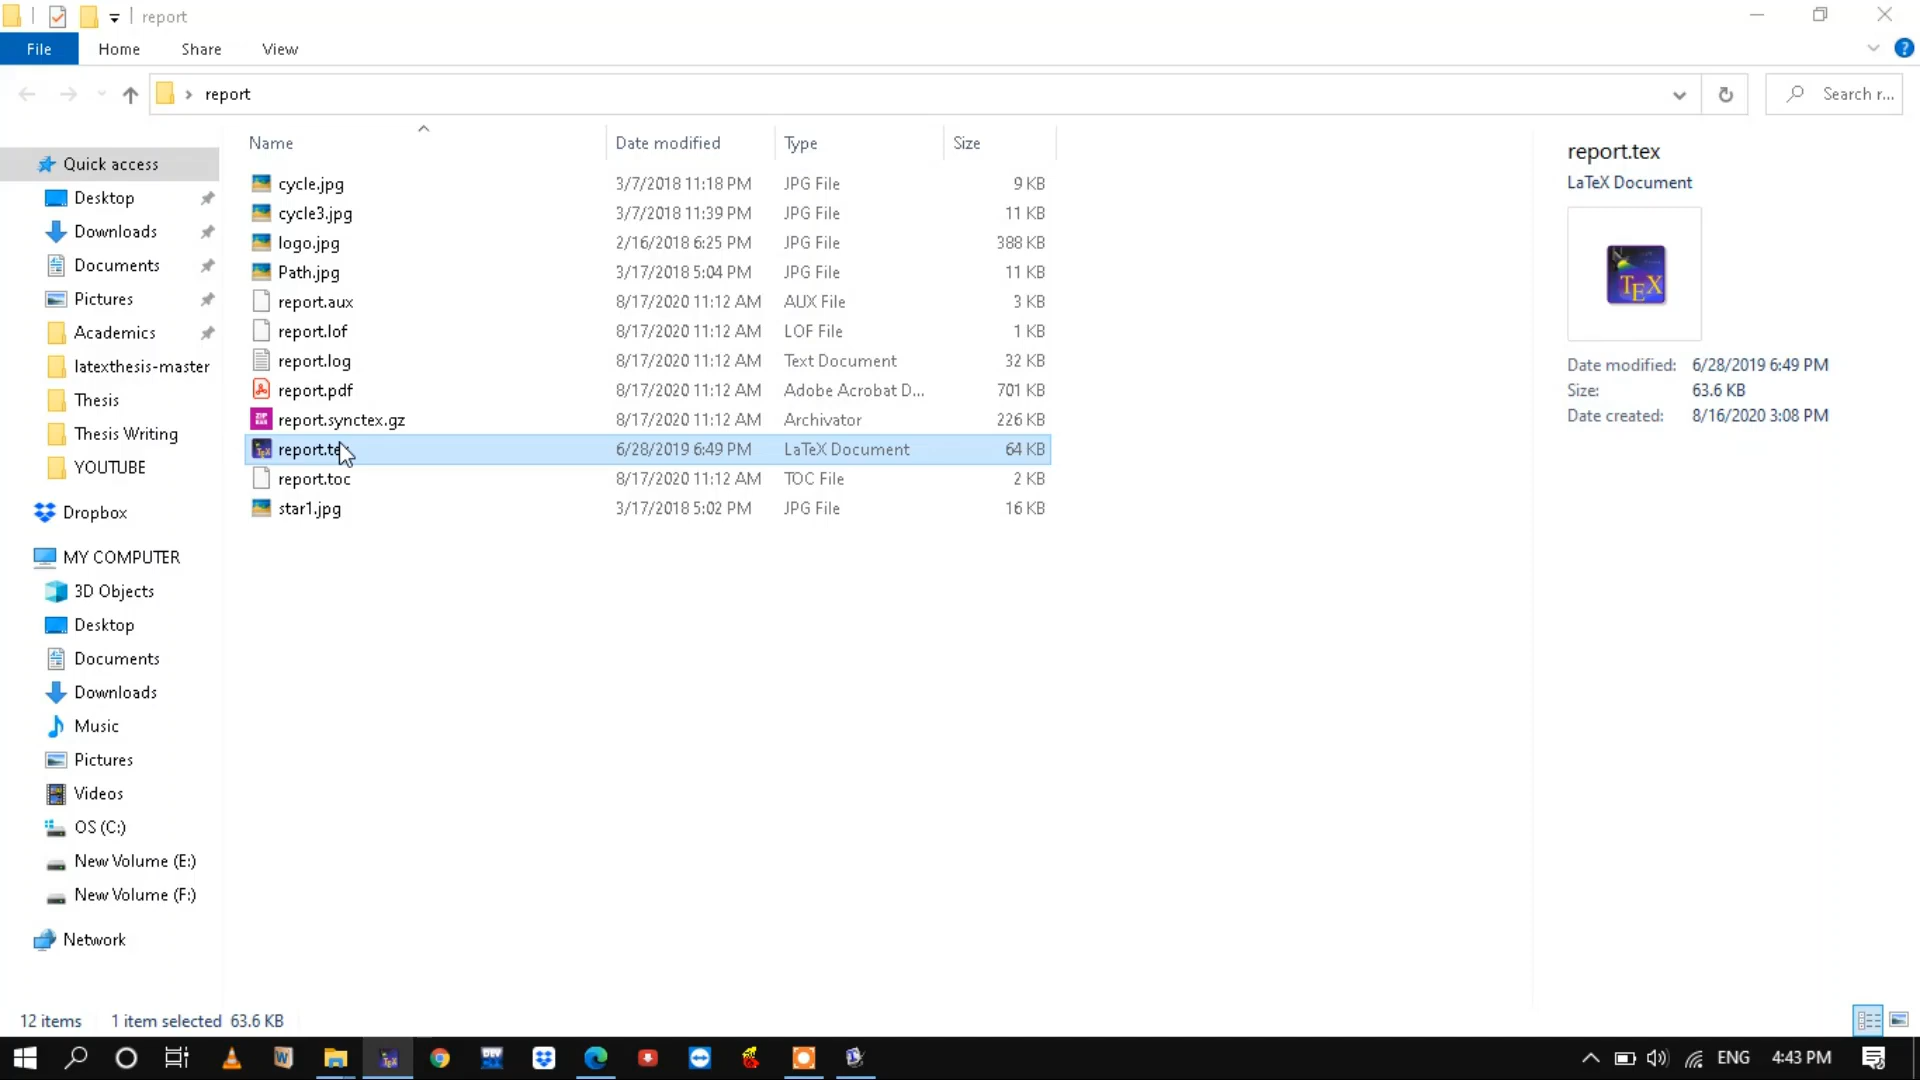 report
File Home Share View
report Search r...
Name Date modified Type Size
Quick access
Desktop
Downloads
Documents
Pictures
Academics
latexthesis-master
Thesis
Thesis Writing
YOUTUBE
Dropbox
MY COMPUTER
3D Objects
Desktop
Documents
Downloads
Music
Pictures
Videos
OS (C:)
New Volume (E:)
New Volume (F:)
Network
cycle.jpg 3/7/2018 11:18 PM JPG File 9 KB
cycle3.jpg 3/7/2018 11:39 PM JPG File 11 KB
logo.jpg 2/16/2018 6:25 PM JPG File 388 KB
Path.jpg 3/17/2018 5:04 PM JPG File 11 KB
report.aux 8/17/2020 11:12 AM AUX File 3 KB
report.lof 8/17/2020 11:12 AM LOF File 1 KB
report.log 8/17/2020 11:12 AM Text Document 32 KB
report.pdf 8/17/2020 11:12 AM Adobe Acrobat D... 701 KB
report.synctex.gz 8/17/2020 11:12 AM Archivator 226 KB
report.te 6/28/2019 6:49 PM LaTeX Document 64 KB
report.toc 8/17/2020 11:12 AM TOC File 2 KB
star1.jpg 3/17/2018 5:02 PM JPG File 16 KB
report.tex
LaTeX Document
TEX
Date modified: 6/28/2019 6:49 PM
Size: 63.6 KB
Date created: 8/16/2020 3:08 PM
12 items 1 item selected 63.6 KB
ENG 4:43 PM